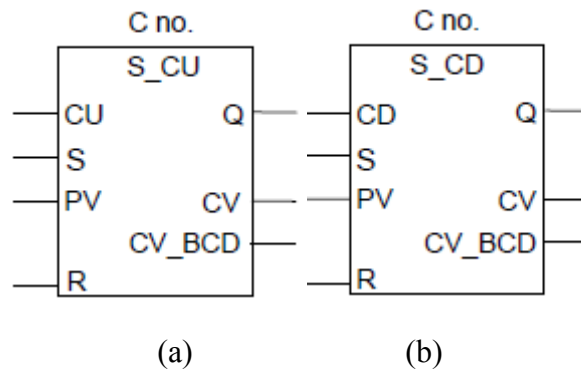 C no.
S_CU
CU Q
S
PV CV
CV_BCD
R
(a)
C no.
S_CD
CD Q
S
PV CV
CV_BCD
R
(b)